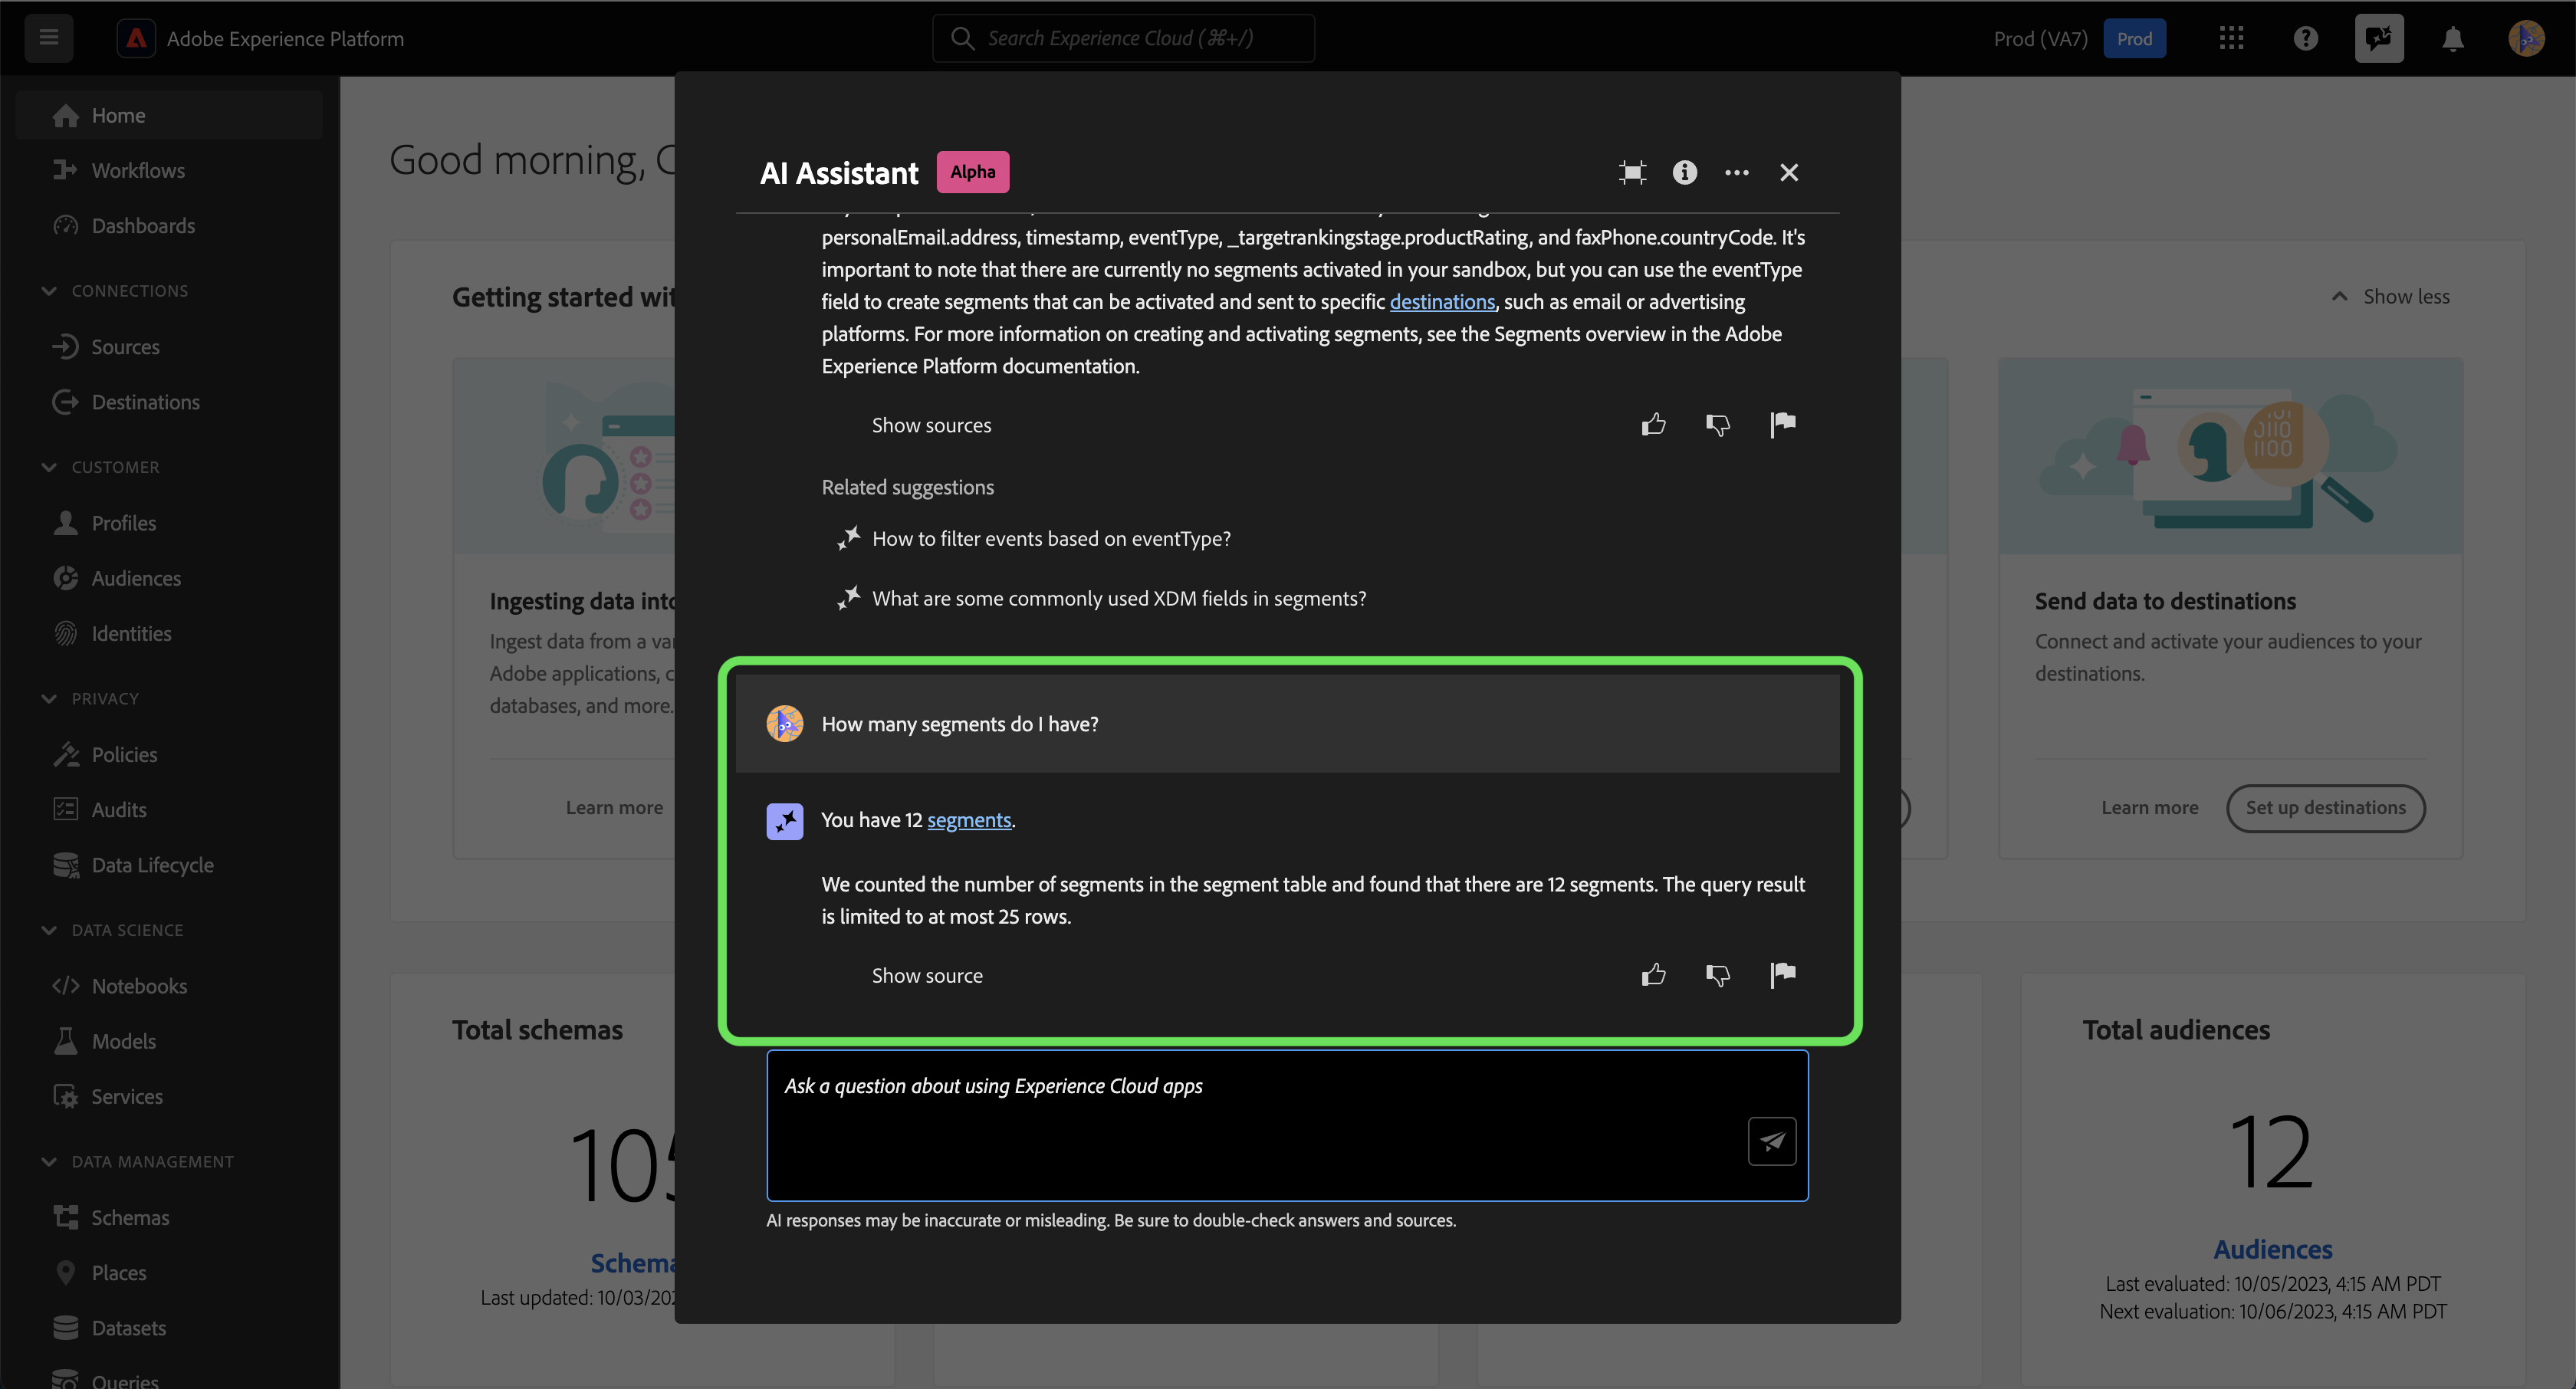 Adobe Experience Platform
Search Experience Cloud (⌘+/)
Prod (VA7)
Prod
Home
Workflows
Dashboards
CONNECTIONS
Sources
Destinations
CUSTOMER
Profiles
Audiences
Identities
PRIVACY
Policies
Audits
Data Lifecycle
DATA SCIENCE
Notebooks
Models
Services
DATA MANAGEMENT
Schemas
Places
Datasets
Queries
Good morning, C
Getting started wit
Show less
Ingesting data into
Ingest data from a va
Adobe applications, c
databases, and more.
Learn more
Send data to destinations
Connect and activate your audiences to your
destinations.
Learn more
Set up destinations
Total schemas
105
Schema
Last updated: 10/03/202
Total audiences
12
Audiences
Last evaluated: 10/05/2023, 4:15 AM PDT
Next evaluation: 10/06/2023, 4:15 AM PDT
AI Assistant
Alpha
personalEmail.address, timestamp, eventType, _targetrankingstage.productRating, and faxPhone.countryCode. It's
important to note that there are currently no segments activated in your sandbox, but you can use the eventType
field to create segments that can be activated and sent to specific destinations, such as email or advertising
platforms. For more information on creating and activating segments, see the Segments overview in the Adobe
Experience Platform documentation.
Show sources
Related suggestions
How to filter events based on eventType?
What are some commonly used XDM fields in segments?
How many segments do I have?
You have 12 segments.
We counted the number of segments in the segment table and found that there are 12 segments. The query result
is limited to at most 25 rows.
Show source
Ask a question about using Experience Cloud apps
AI responses may be inaccurate or misleading. Be sure to double-check answers and sources.